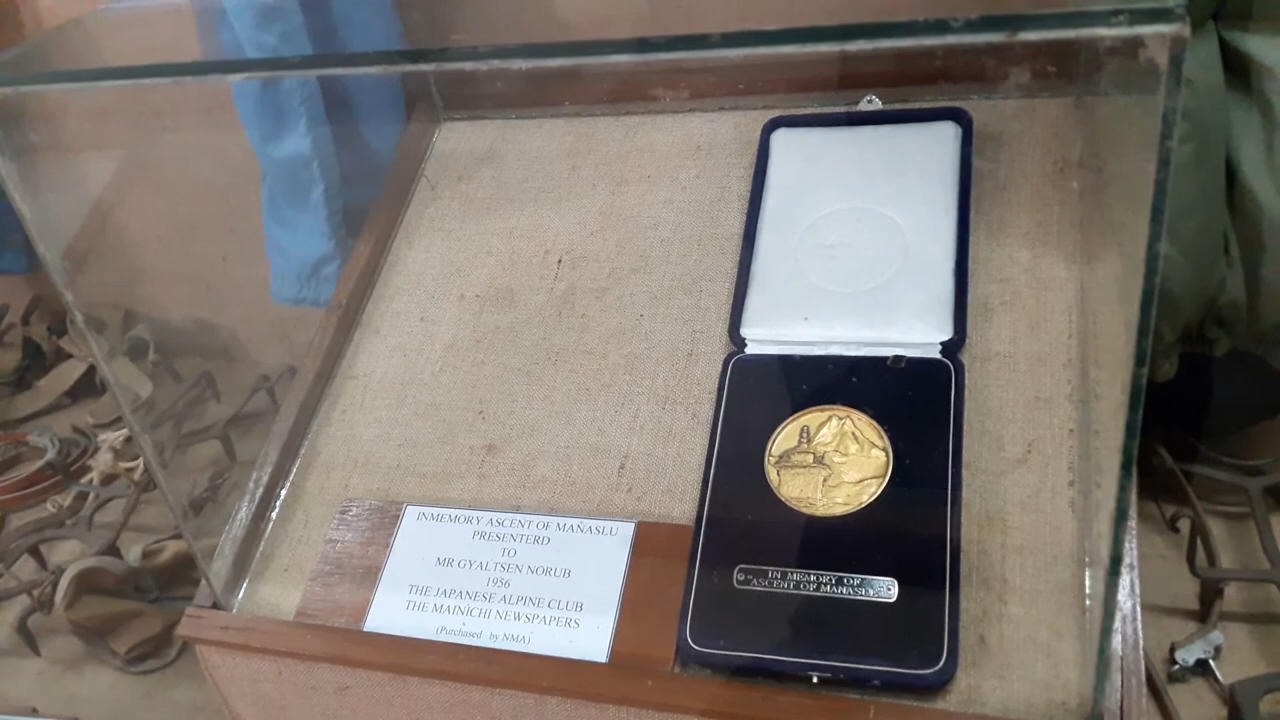 INMEMORY ASCENT OF MAÑASLU
PRESENTERD
TO
MR GYALTSEN NORUB
1956
THE JAPANESE ALPINE CLUB
THE MAINICHI NEWSPAPERS
(Purchased by NMA)
IN MEMORY OF
"ASCENT OF MANASLU"